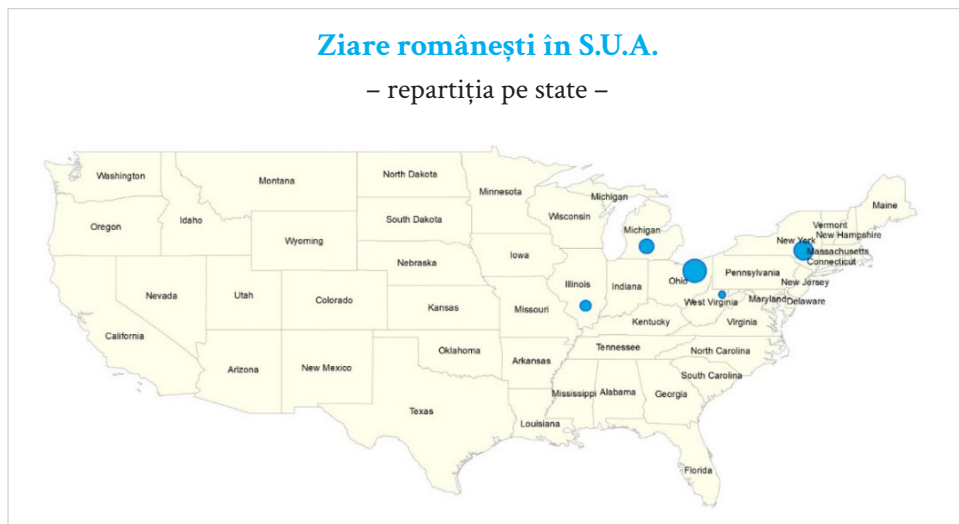 Ziare românești în S.U.A.
– repartiția pe state –
Washington
Montana
North Dakota
Minnesota
Michigan
Maine
Oregon
Idaho
South Dakota
Wisconsin
Michigan
Vermont
New Hampshire
New York
Wyoming
Massachusetts
Connecticut
Iowa
Nebraska
Pennsylvania
Ohio
New Jersey
Illinois
Indiana
Nevada
Utah
Colorado
Kansas
Missouri
West Virginia
Maryland
Delaware
Kentucky
Virginia
California
Tennessee
North Carolina
Oklahoma
Arkansas
Arizona
New Mexico
South Carolina
Mississippi
Alabama
Georgia
Texas
Louisiana
Florida